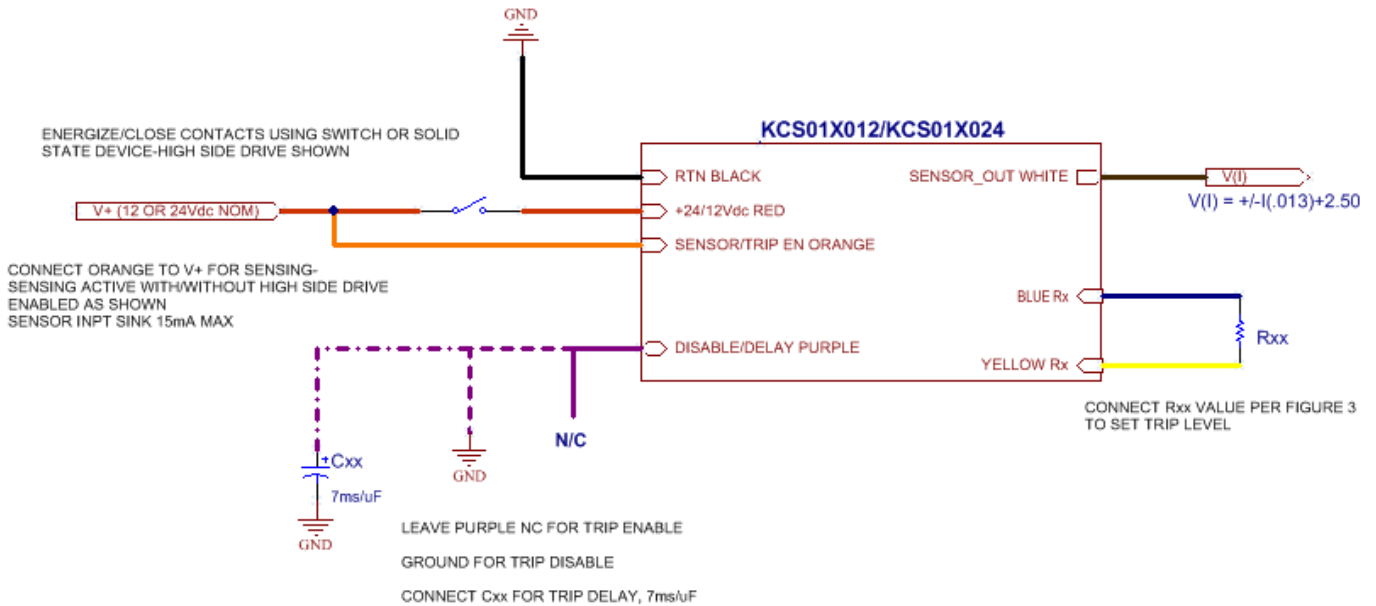 GND
ENERGIZE/CLOSE CONTACTS USING SWITCH OR SOLID
STATE DEVICE-HIGH SIDE DRIVE SHOWN
KCS01X012/KCS01X024
RTN BLACK
SENSOR_OUT WHITE
V(I)
V(I) = +/-I(.013)+2.50
V+ (12 OR 24Vdc NOM)
+24/12Vdc RED
SENSOR/TRIP EN ORANGE
CONNECT ORANGE TO V+ FOR SENSING-
SENSING ACTIVE WITH/WITHOUT HIGH SIDE DRIVE
ENABLED AS SHOWN
SENSOR INPT SINK 15mA MAX
BLUE Rx
Rxx
DISABLE/DELAY PURPLE
YELLOW Rx
CONNECT Rxx VALUE PER FIGURE 3
TO SET TRIP LEVEL
N/C
GND
+Cxx
7ms/uF
GND
LEAVE PURPLE NC FOR TRIP ENABLE
GROUND FOR TRIP DISABLE
CONNECT Cxx FOR TRIP DELAY, 7ms/uF